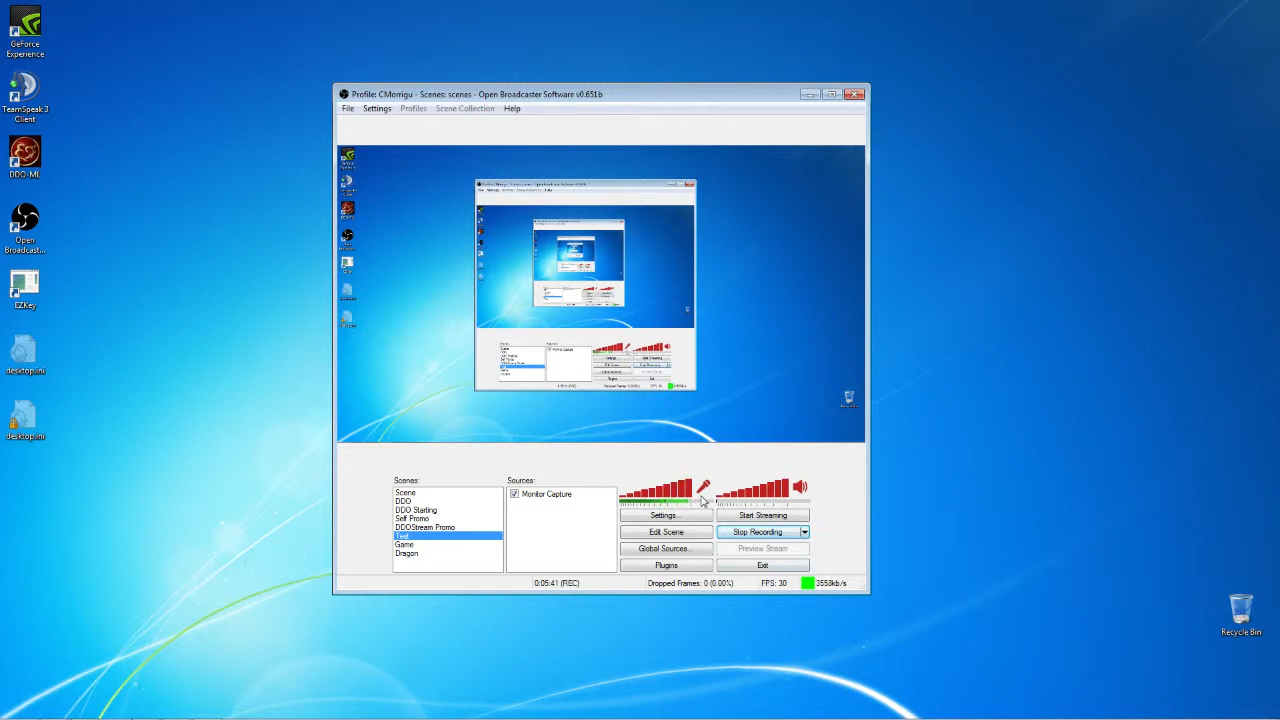 GeForce
Experience
TeamSpeak 3
Client
DDO-ML
Open
Broadcast...
EZKey
desktop.ini
desktop.ini
Profile: CMorrigu - Scenes: scenes - Open Broadcaster Software v0.651b
File Settings Profiles Scene Collection Help
Scenes:
Scene
DDO
DDO Starting
Self Promo
DDOStream Promo
Test
Game
Dragon
Sources:
Monitor Capture
Settings...
Start Streaming
Edit Scene
Stop Recording
Global Sources...
Preview Stream
Plugins
Exit
0:05:41 (REC)
Dropped Frames: 0 (0.00%)
FPS: 30
3558kb/s
Recycle Bin